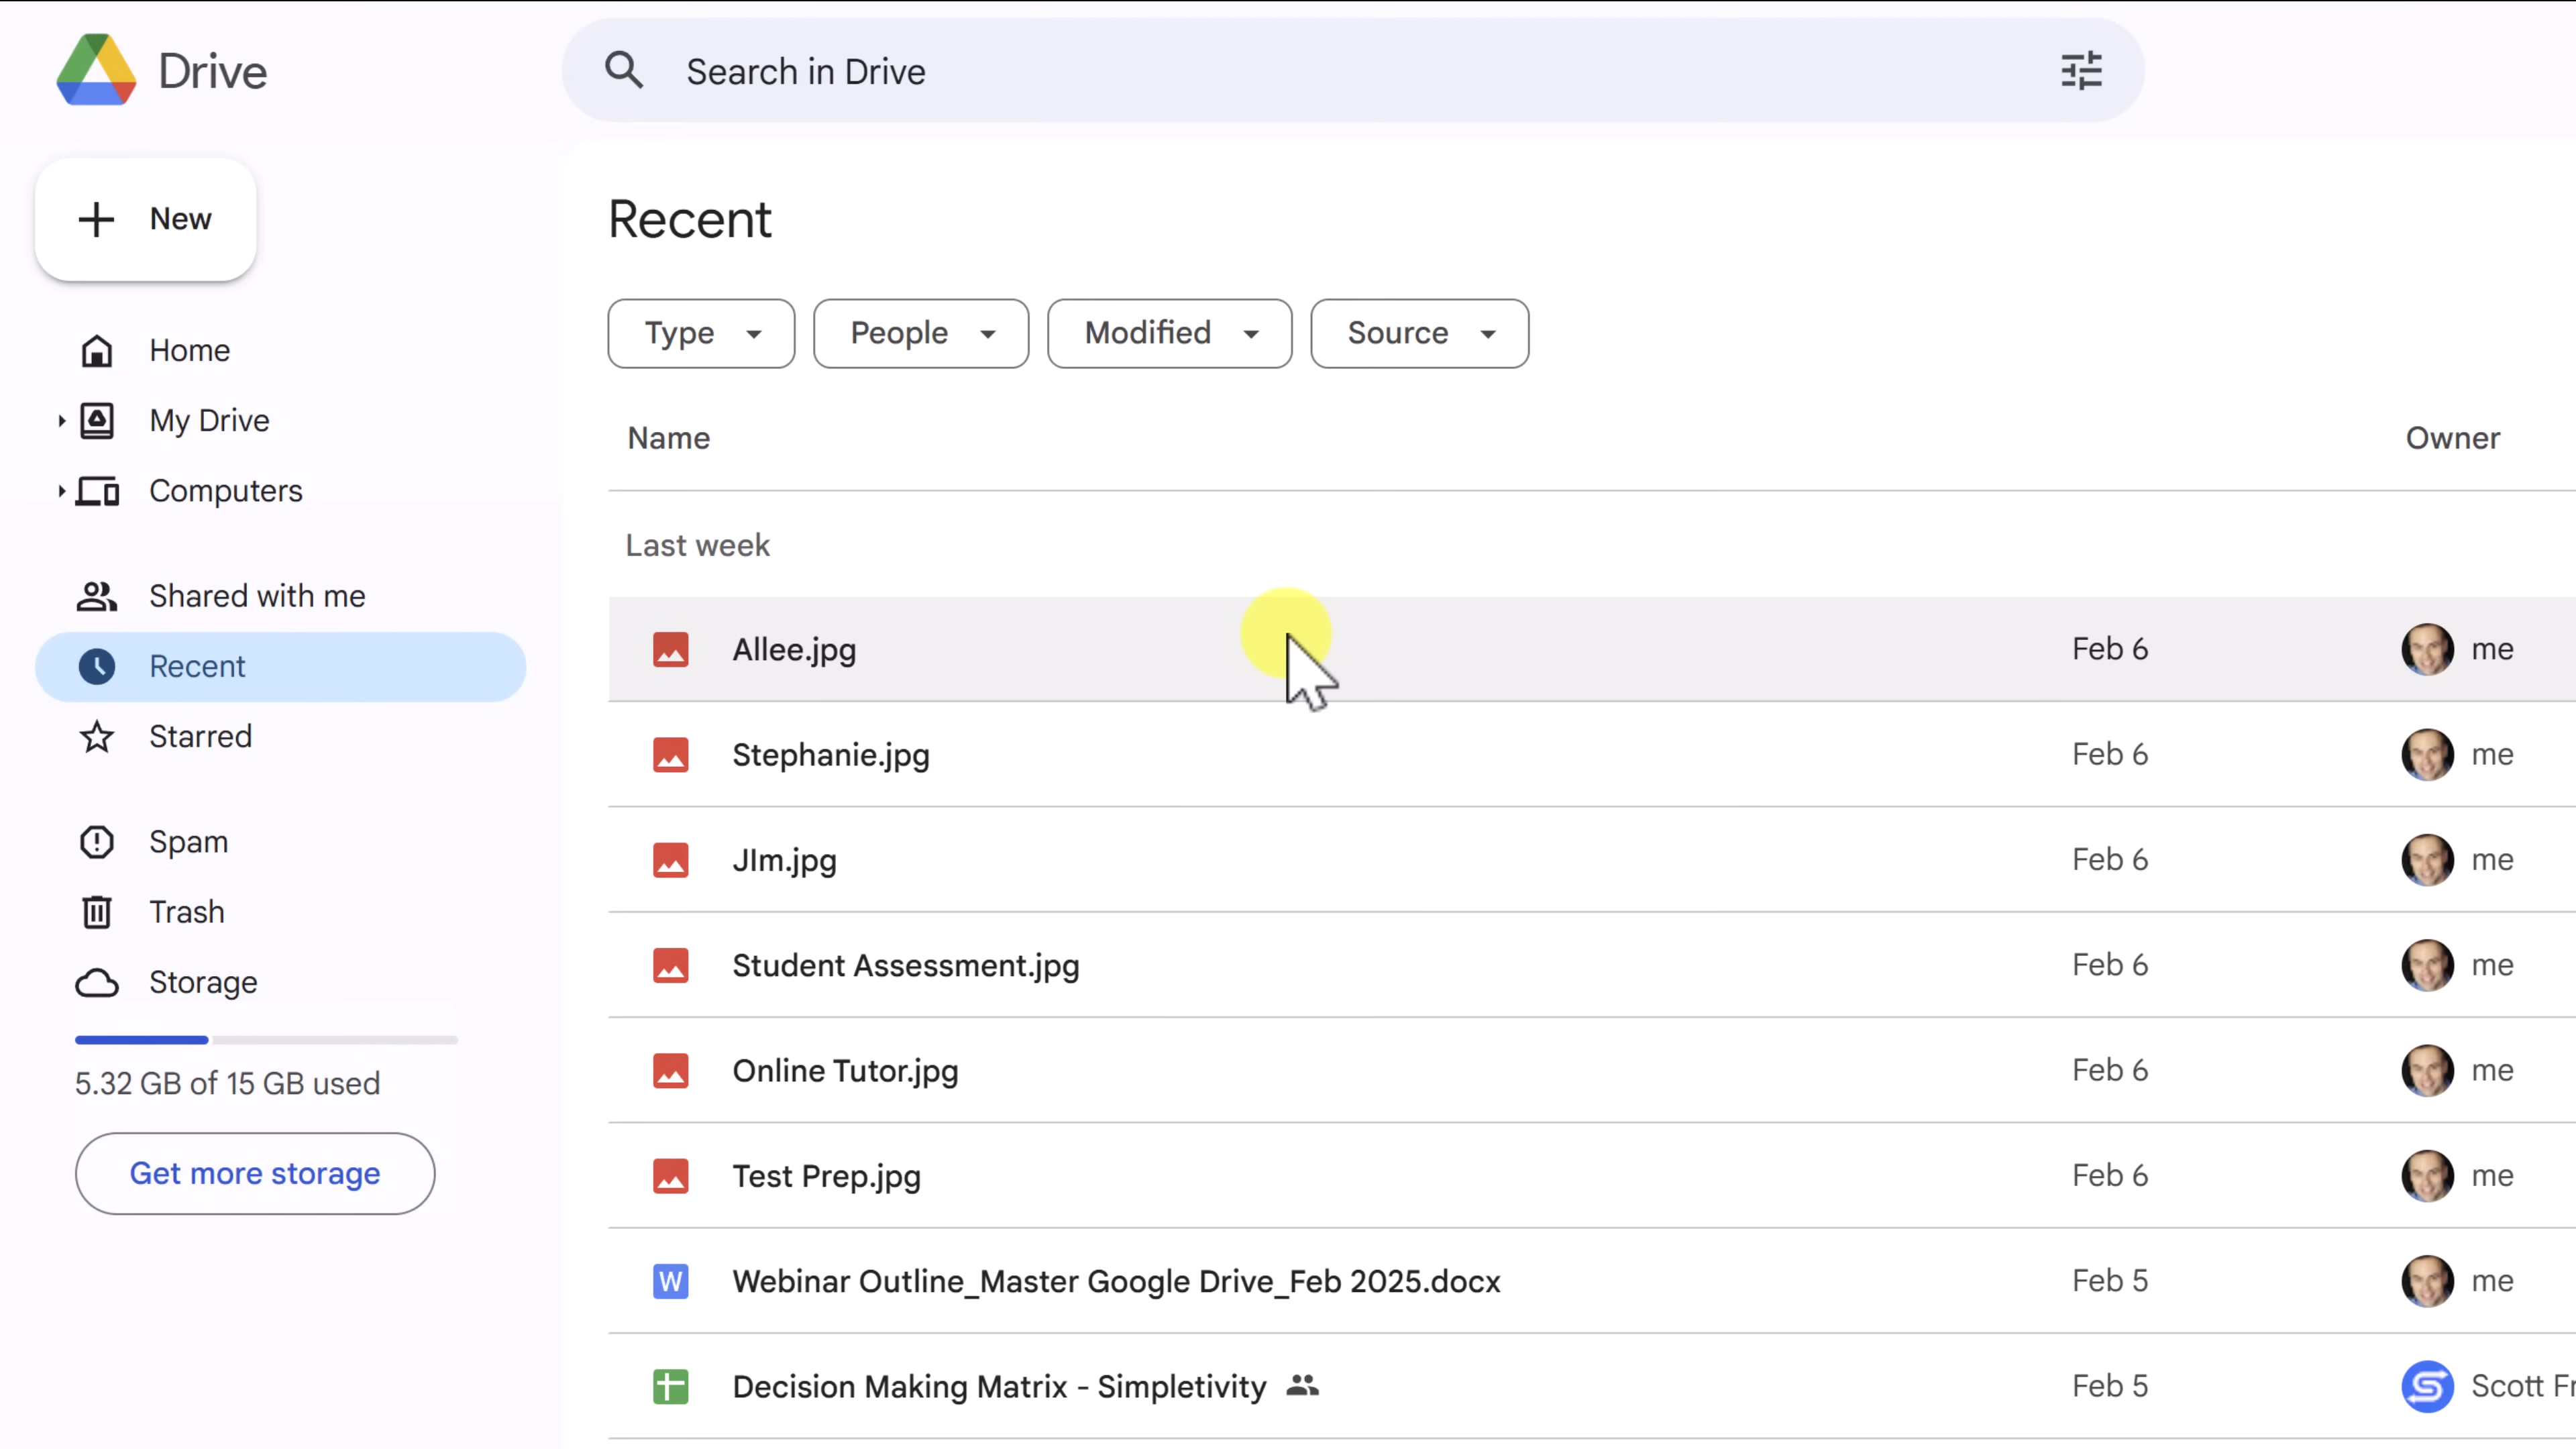 Drive
Search in Drive
New
Home
My Drive
Computers
Shared with me
Recent
Starred
Spam
Trash
Storage
5.32 GB of 15 GB used
Get more storage
Recent
Type People Modified Source
Name Owner
Last week
Allee.jpg Feb 6 me
Stephanie.jpg Feb 6 me
JIm.jpg Feb 6 me
Student Assessment.jpg Feb 6 me
Online Tutor.jpg Feb 6 me
Test Prep.jpg Feb 6 me
W Webinar Outline_Master Google Drive_Feb 2025.docx Feb 5 me
Decision Making Matrix - Simpletivity Feb 5 Scott